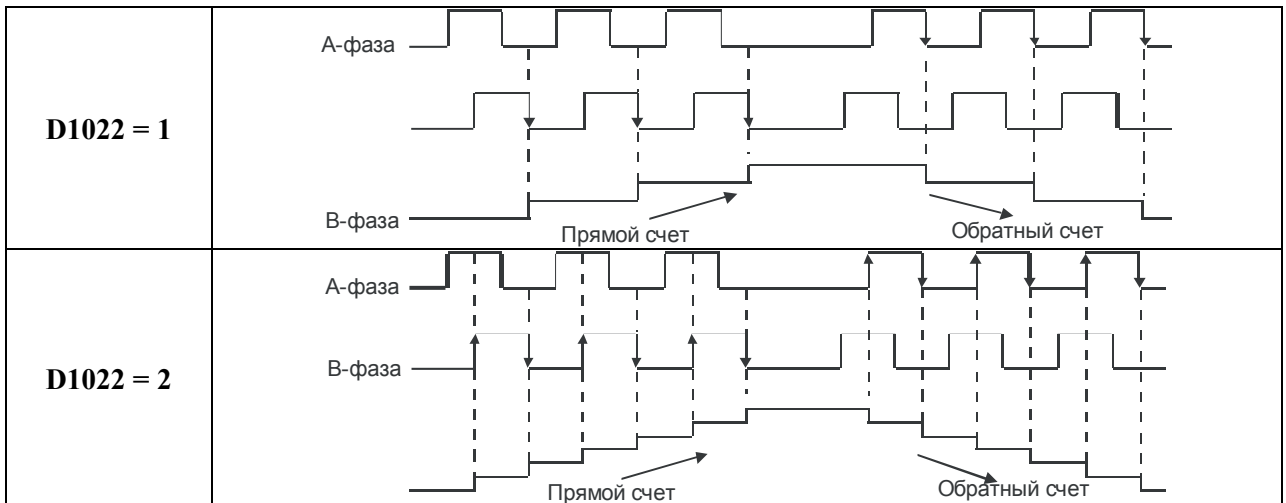 D1022 = 1
А-фаза
В-фаза
Прямой счет
Обратный счет
D1022 = 2
А-фаза
В-фаза
Прямой счет
Обратный счет